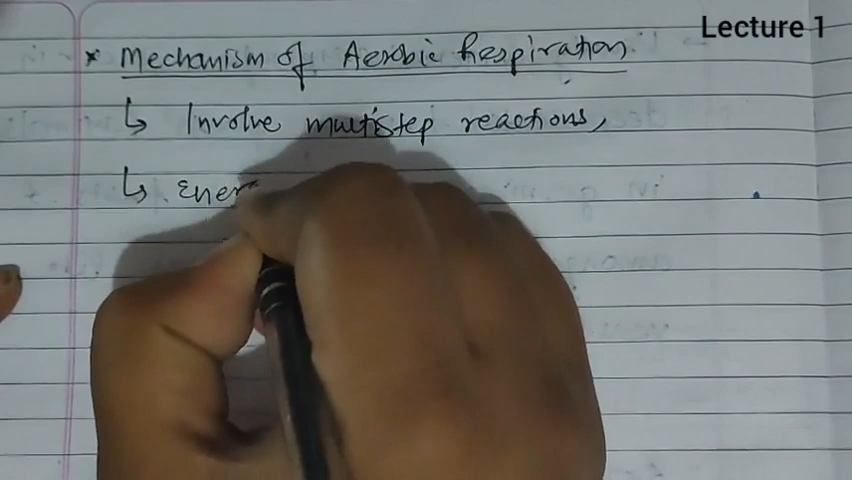 Lecture 1
* Mechanism of Aerobic Respiration
↳ Involve multistep reactions,
↳ Ener